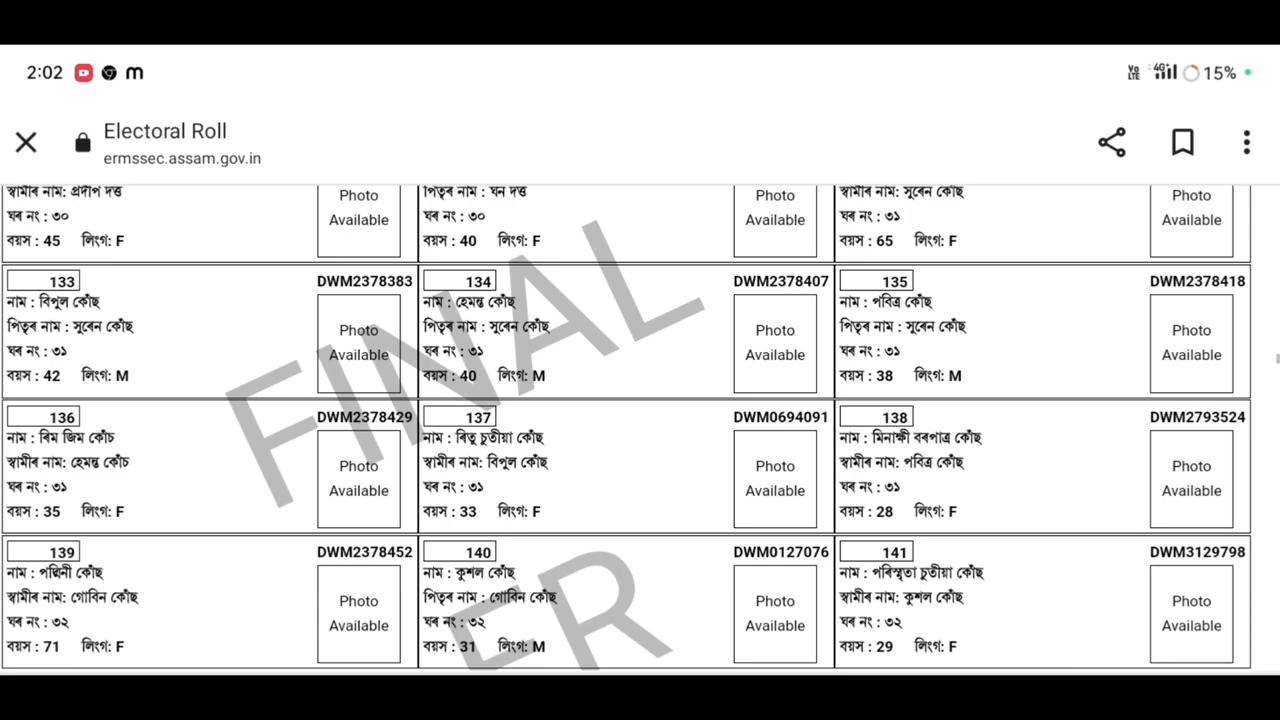 2:02 m Vo LTE 4G+ 15%
Electoral Roll
ermssec.assam.gov.in
স্বামীৰ নাম: প্ৰদীপ দত্ত Photo পিতৃৰ নাম : ঘন দত্ত Photo স্বামীৰ নাম: সুৰেন কোঁছ Photo
ঘৰ নং : ৩০ Available ঘৰ নং : ৩০ Available ঘৰ নং : ৩১ Available
বয়স : 45 লিংগ: F বয়স : 40 লিংগ: F বয়স : 65 লিংগ: F
133 DWM2378383 134 DWM2378407 135 DWM2378418
নাম : বিপুল কোঁছ নাম : হেমন্ত কোঁছ নাম : পবিত্ৰ কোঁছ
পিতৃৰ নাম : সুৰেন কোঁছ Photo পিতৃৰ নাম : সুৰেন কোঁছ Photo পিতৃৰ নাম : সুৰেন কোঁছ Photo
ঘৰ নং : ৩১ Available ঘৰ নং : ৩১ Available ঘৰ নং : ৩১ Available
বয়স : 42 লিংগ: M বয়স : 40 লিংগ: M বয়স : 38 লিংগ: M
136 DWM2378429 137 DWM0694091 138 DWM2793524
নাম : ৰিম জিম কোঁচ নাম : ৰিতু চুতীয়া কোঁছ নাম : মিনাক্ষী বৰপাত্ৰ কোঁছ
স্বামীৰ নাম: হেমন্ত কোঁচ Photo স্বামীৰ নাম: বিপুল কোঁছ Photo স্বামীৰ নাম: পবিত্ৰ কোঁছ Photo
ঘৰ নং : ৩১ Available ঘৰ নং : ৩১ Available ঘৰ নং : ৩১ Available
বয়স : 35 লিংগ: F বয়স : 33 লিংগ: F বয়স : 28 লিংগ: F
139 DWM2378452 140 DWM0127076 141 DWM3129798
নাম : পদ্মিনী কোঁছ নাম : কুশল কোঁছ নাম : পৰিস্মৃতা চুতীয়া কোঁছ
স্বামীৰ নাম: গোবিন কোঁছ Photo পিতৃৰ নাম : গোবিন কোঁছ Photo স্বামীৰ নাম: কুশল কোঁছ Photo
ঘৰ নং : ৩২ Available ঘৰ নং : ৩২ Available ঘৰ নং : ৩২ Available
বয়স : 71 লিংগ: F বয়স : 31 লিংগ: M বয়স : 29 লিংগ: F
FINAL
ER